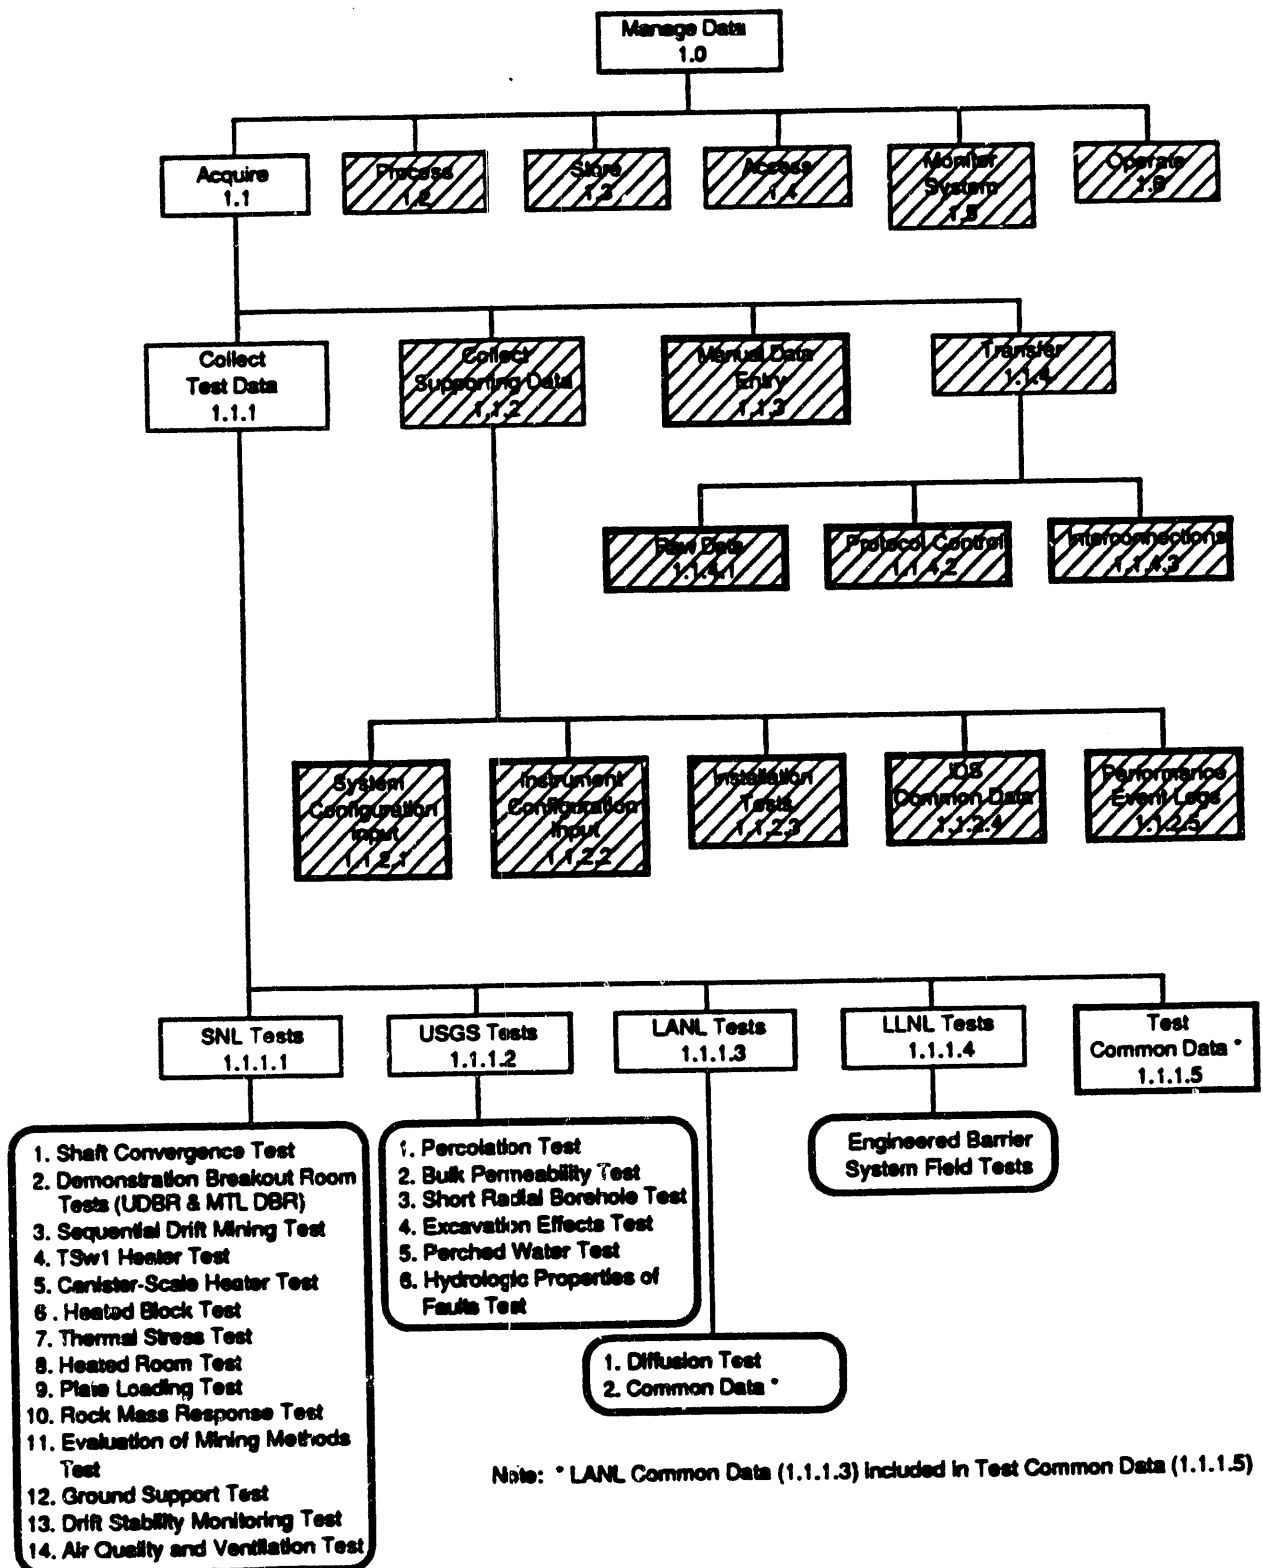 Manage Data
1.0
Acquire
1.1
Process
1.2
Store
1.3
Access
1.4
Monitor
System
1.5
Operate
1.6
Collect
Test Data
1.1.1
Collect
Supporting Data
1.1.2
Manual Data
Entry
1.1.3
Transfer
1.1.4
Raw Data
1.1.4.1
Protocol Control
1.1.4.2
Interconnections
1.1.4.3
System
Configuration
Input
1.1.2.1
Instrument
Configuration
Input
1.1.2.2
Installation
Tests
1.1.2.3
IDS
Common Data
1.1.2.4
Performance
Event Logs
1.1.2.5
SNL Tests
1.1.1.1
USGS Tests
1.1.1.2
LANL Tests
1.1.1.3
LLNL Tests
1.1.1.4
Test
Common Data *
1.1.1.5
1. Shaft Convergence Test
2. Demonstration Breakout Room
Tests (UDBR & MTL DBR)
3. Sequential Drift Mining Test
4. TSw1 Heater Test
5. Canister-Scale Heater Test
6. Heated Block Test
7. Thermal Stress Test
8. Heated Room Test
9. Plate Loading Test
10. Rock Mass Response Test
11. Evaluation of Mining Methods
Test
12. Ground Support Test
13. Drift Stability Monitoring Test
14. Air Quality and Ventilation Test
1. Percolation Test
2. Bulk Permeability Test
3. Short Radial Borehole Test
4. Excavation Effects Test
5. Perched Water Test
6. Hydrologic Properties of
Faults Test
1. Diffusion Test
2. Common Data *
Engineered Barrier
System Field Tests
Note: * LANL Common Data (1.1.1.3) included in Test Common Data (1.1.1.5)